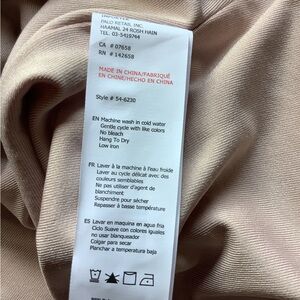 IMPORTER
PALO RETAIL INC.
HAAMAL 24 ROSH HAIN
TEL. 03-5419764
CA # 07658
RN # 142658
MADE IN CHINA/FABRIQUÉ
EN CHINE/HECHO EN CHINA
Style # 54-6230
EN Machine wash in cold water
Gentle cycle with like colors
No bleach
Hang To Dry
Low iron
FR Laver à la machine à l'eau froide
Laver au cycle délicat avec des
couleurs semblables
Ne pas utiliser d'agent de
blanchiment
Suspendre pour sécher
Repasser à basse température
ES Lavar en maquina en agua fria
Ciclo Suave con colores iguales
no usar blanqueador
Colgar para secar
Planchar a temperatura baja